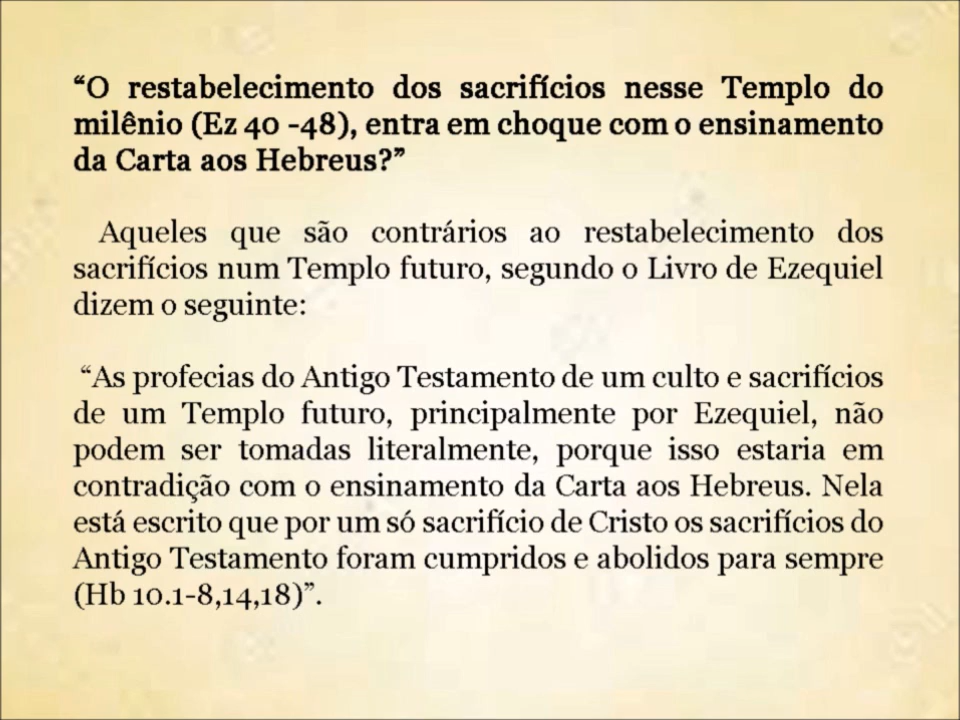 “O restabelecimento dos sacrifícios nesse Templo do
milênio (Ez 40 -48), entra em choque com o ensinamento
da Carta aos Hebreus?”
Aqueles que são contrários ao restabelecimento dos
sacrifícios num Templo futuro, segundo o Livro de Ezequiel
dizem o seguinte:
“As profecias do Antigo Testamento de um culto e sacrifícios
de um Templo futuro, principalmente por Ezequiel, não
podem ser tomadas literalmente, porque isso estaria em
contradição com o ensinamento da Carta aos Hebreus. Nela
está escrito que por um só sacrifício de Cristo os sacrifícios do
Antigo Testamento foram cumpridos e abolidos para sempre
(Hb 10.1-8,14,18)”.